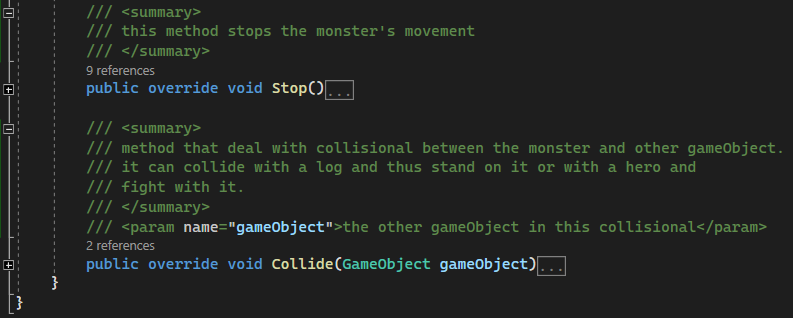 /// <summary>
/// this method stops the monster's movement
/// </summary>
9 references
public override void Stop()...
/// <summary>
/// method that deal with collisional between the monster and other gameObject.
/// it can collide with a log and thus stand on it or with a hero and
/// fight with it.
/// </summary>
/// <param name="gameObject">the other gameObject in this collisional</param>
2 references
public override void Collide(GameObject gameObject)...
}
}